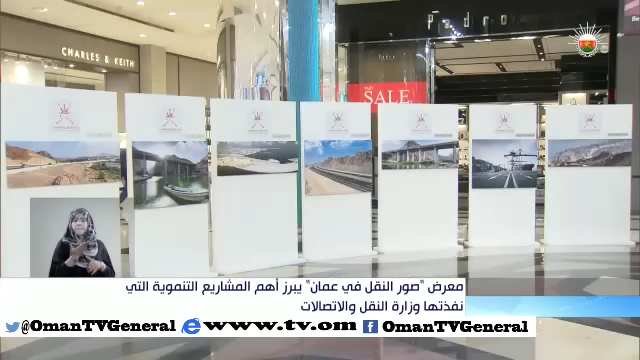 CHARLES & KEITH
pedro
SALE
معرض "صور النقل في عمان" يبرز أهم المشاريع التنموية التي
نفذتها وزارة النقل والاتصالات
@OmanTVGeneral www.tv.om OmanTVGeneral